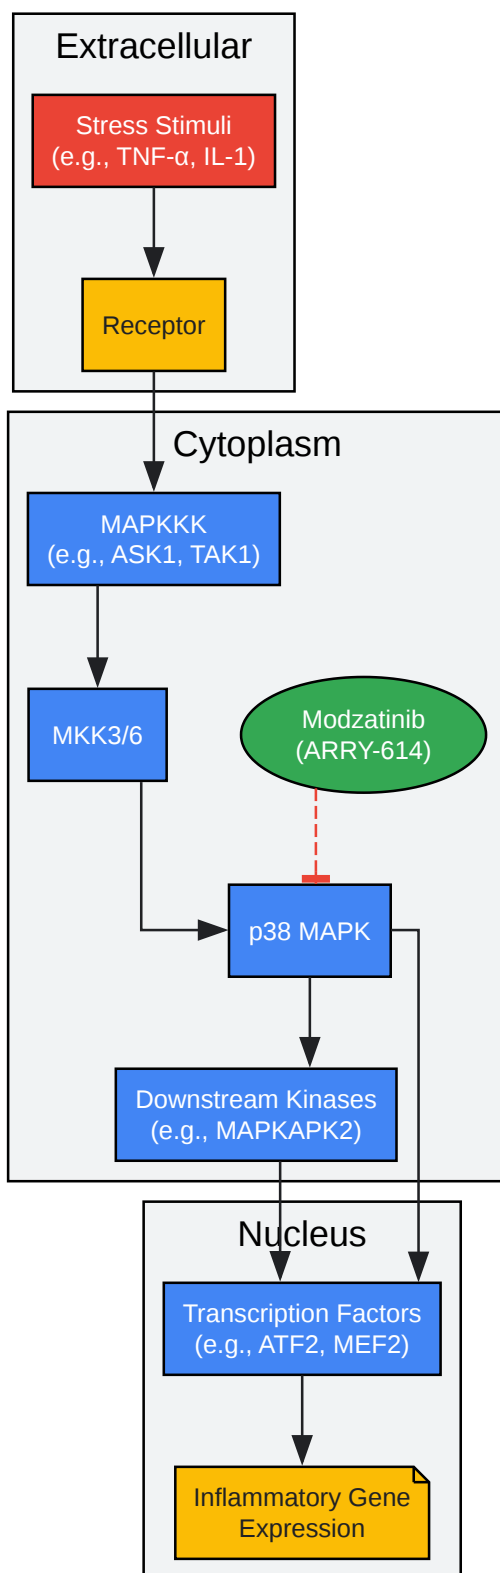 Extracellular
Stress Stimuli
(e.g., TNF-α, IL-1)
Receptor
Cytoplasm
MAPKKK
(e.g., ASK1, TAK1)
MKK3/6
Modzatinib
(ARRY-614)
p38 MAPK
Downstream Kinases
(e.g., MAPKAPK2)
Nucleus
Transcription Factors
(e.g., ATF2, MEF2)
Inflammatory Gene
Expression